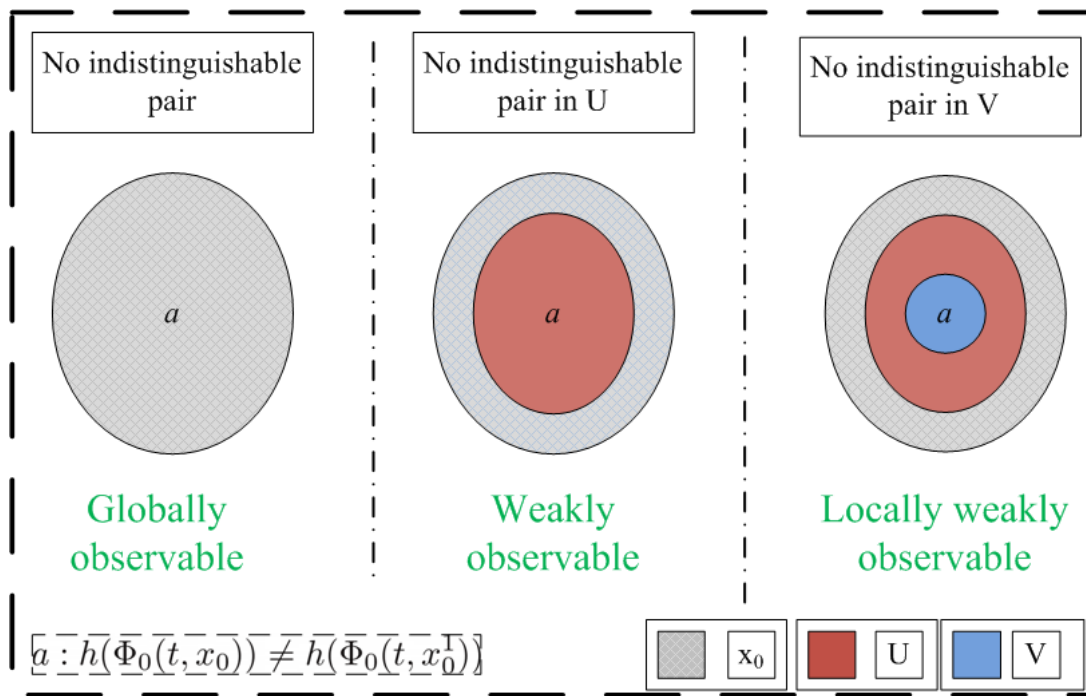 No indistinguishable
pair
a
Globally
observable
No indistinguishable
pair in U
a
Weakly
observable
No indistinguishable
pair in V
a
Locally weakly
observable
a : h(Φ₀(t, x₀)) ≠ h(Φ₀(t, x₀¹))
x₀
U
V